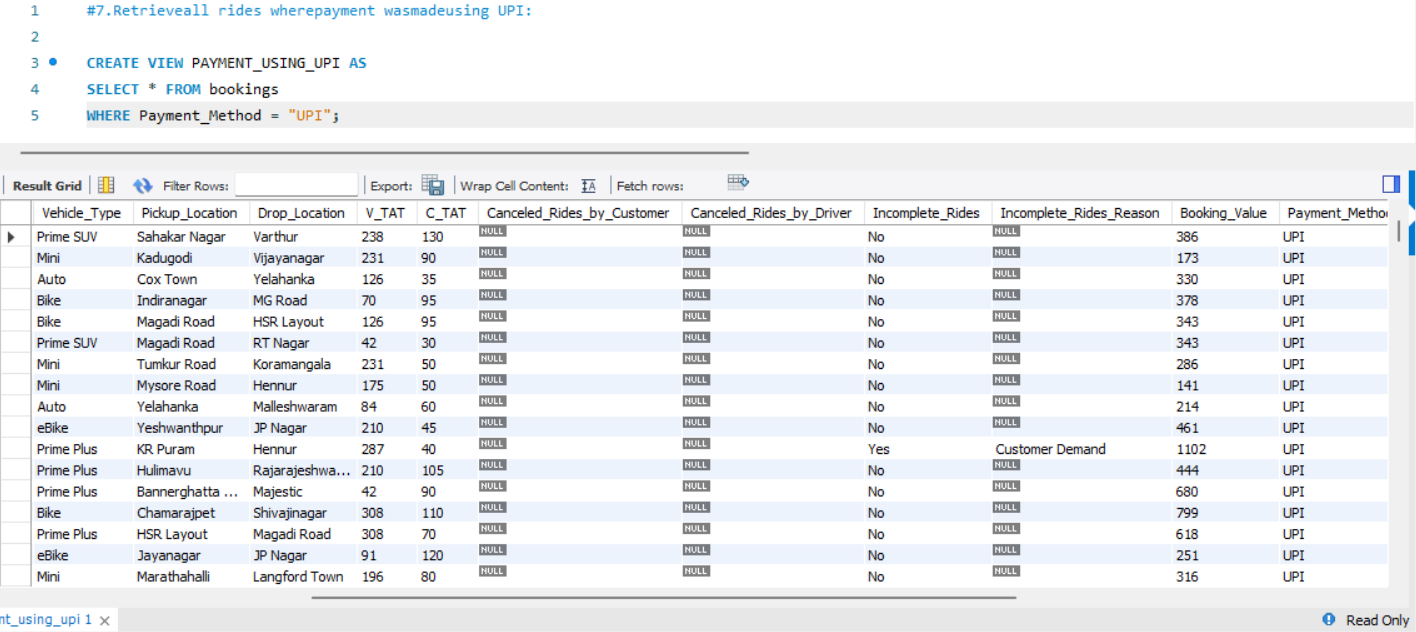 1 #7.Retrieveall rides wherepayment wasmadeusing UPI:
2
3 CREATE VIEW PAYMENT_USING_UPI AS
4 SELECT * FROM bookings
5 WHERE Payment_Method = "UPI";
Result Grid Filter Rows: Export: Wrap Cell Content: IA Fetch rows:
Vehicle_Type Pickup_Location Drop_Location V_TAT C_TAT Canceled_Rides_by_Customer Canceled_Rides_by_Driver Incomplete_Rides Incomplete_Rides_Reason Booking_Value Payment_Metho
Prime SUV Sahakar Nagar Varthur 238 130 NULL NULL No NULL 386 UPI
Mini Kadugodi Vijayanagar 231 90 NULL NULL No NULL 173 UPI
Auto Cox Town Yelahanka 126 35 NULL NULL No NULL 330 UPI
Bike Indiranagar MG Road 70 95 NULL NULL No NULL 378 UPI
Bike Magadi Road HSR Layout 126 95 NULL NULL No NULL 343 UPI
Prime SUV Magadi Road RT Nagar 42 30 NULL NULL No NULL 343 UPI
Mini Tumkur Road Koramangala 231 50 NULL NULL No NULL 286 UPI
Mini Mysore Road Hennur 175 50 NULL NULL No NULL 141 UPI
Auto Yelahanka Malleshwaram 84 60 NULL NULL No NULL 214 UPI
eBike Yeshwanthpur JP Nagar 210 45 NULL NULL No NULL 461 UPI
Prime Plus KR Puram Hennur 287 40 NULL NULL Yes Customer Demand 1102 UPI
Prime Plus Hulimavu Rajarajeshwa... 210 105 NULL NULL No NULL 444 UPI
Prime Plus Bannerghatta ... Majestic 42 90 NULL NULL No NULL 680 UPI
Bike Chamarajpet Shivajinagar 308 110 NULL NULL No NULL 799 UPI
Prime Plus HSR Layout Magadi Road 308 70 NULL NULL No NULL 618 UPI
eBike Jayanagar JP Nagar 91 120 NULL NULL No NULL 251 UPI
Mini Marathahalli Langford Town 196 80 NULL NULL No NULL 316 UPI
nt_using_upi 1 Read Only